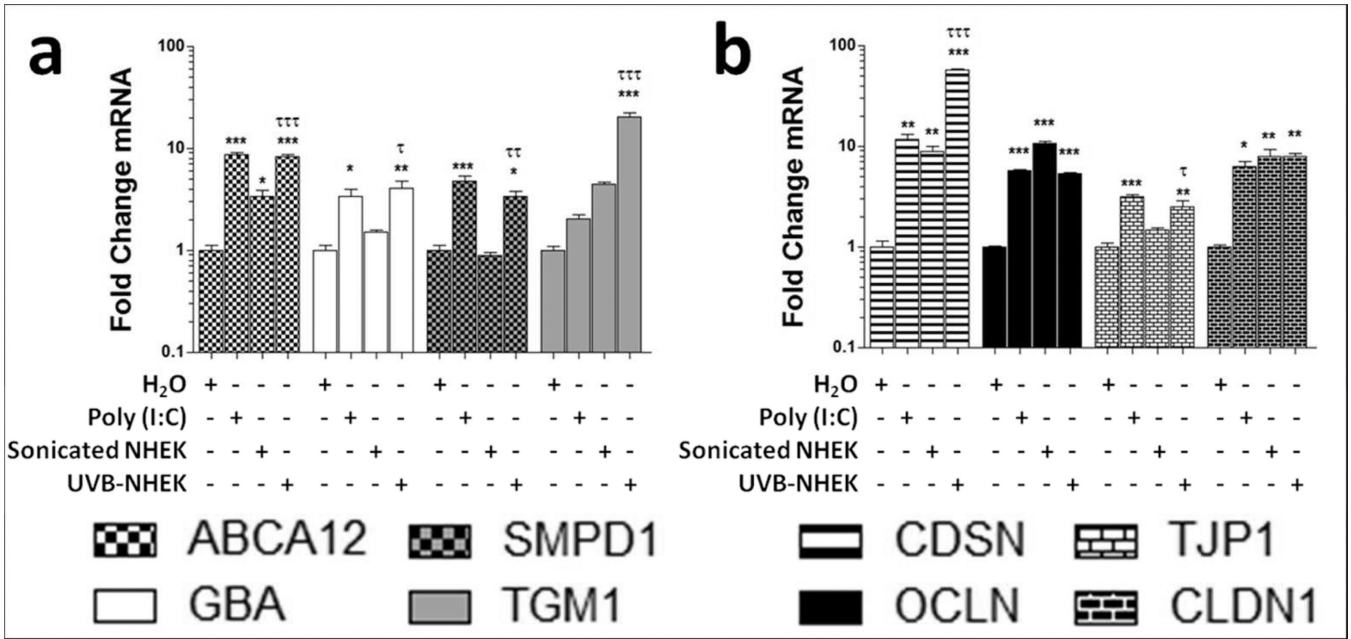 a
Fold Change mRNA
100
10
1
0.1
*** * τττ ***
* τ **
*** ττ *
τττ ***
H₂O + - - - + - - - + - - - + - - -
Poly (I:C) - + - - - + - - - + - - - + - -
Sonicated NHEK - - + - - - + - - - + - - - + -
UVB-NHEK - - - + - - - + - - - + - - - +
ABCA12 SMPD1
GBA TGM1
b
Fold Change mRNA
100
10
1
0.1
** ** τττ ***
*** *** ***
*** τ **
* ** **
H₂O + - - - + - - - + - - - + - - -
Poly (I:C) - + - - - + - - - + - - - + - -
Sonicated NHEK - - + - - - + - - - + - - - + -
UVB-NHEK - - - + - - - + - - - + - - - +
CDSN TJP1
OCLN CLDN1